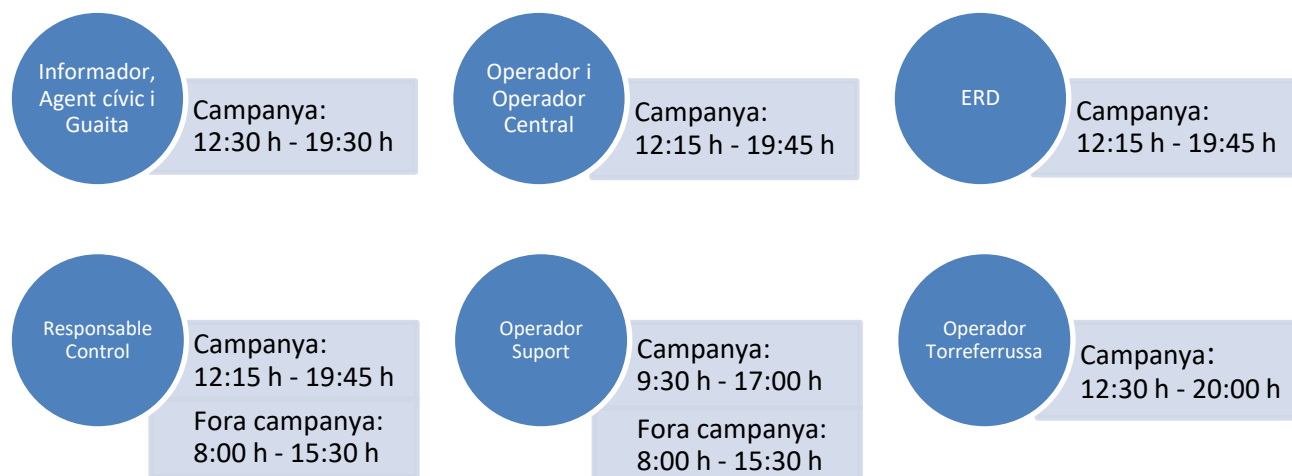 Informador,
Agent cívic i
Guaita
Campanya:
12:30 h - 19:30 h
Operador i
Operador
Central
Campanya:
12:15 h - 19:45 h
ERD
Campanya:
12:15 h - 19:45 h
Responsable
Control
Campanya:
12:15 h - 19:45 h
Fora campanya:
8:00 h - 15:30 h
Operador
Suport
Campanya:
9:30 h - 17:00 h
Fora campanya:
8:00 h - 15:30 h
Operador
Torreferrussa
Campanya:
12:30 h - 20:00 h